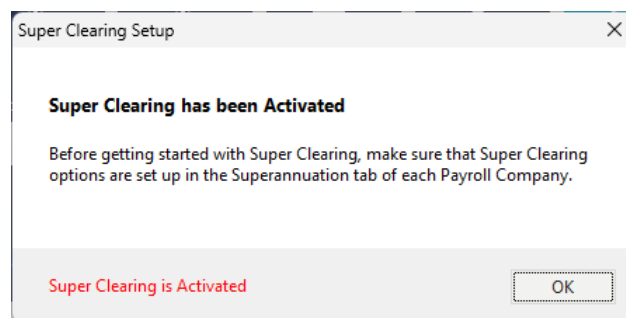 Super Clearing Setup
Super Clearing has been Activated
Before getting started with Super Clearing, make sure that Super Clearing
options are set up in the Superannuation tab of each Payroll Company.
Super Clearing is Activated
OK